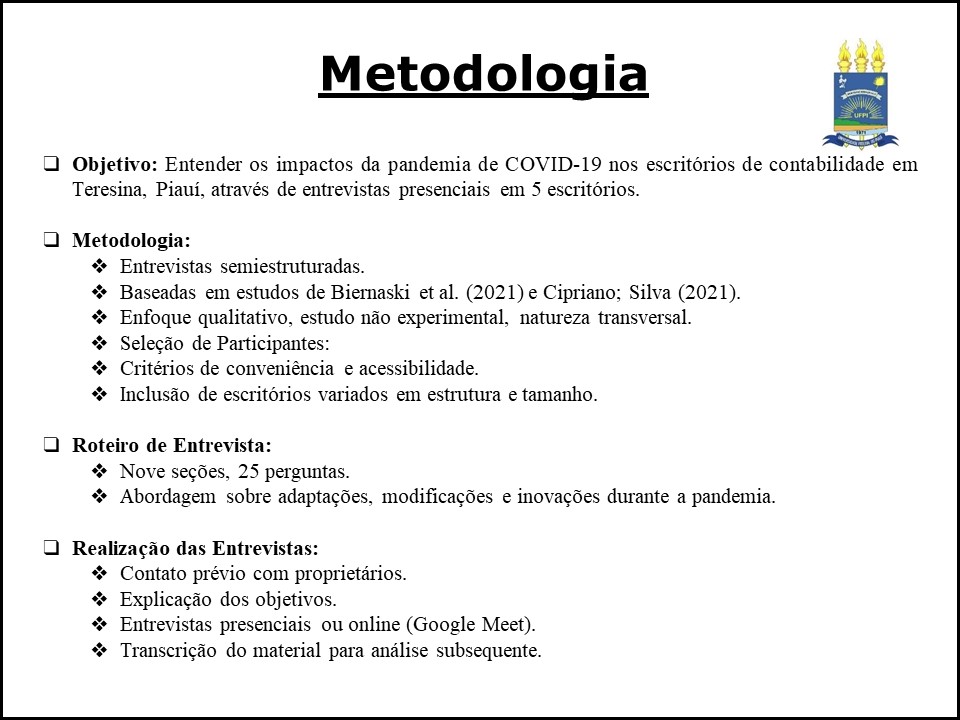 Metodologia
UFPI
1971
❑ Objetivo: Entender os impactos da pandemia de COVID-19 nos escritórios de contabilidade em
Teresina, Piauí, através de entrevistas presenciais em 5 escritórios.
❑ Metodologia:
❖ Entrevistas semiestruturadas.
❖ Baseadas em estudos de Biernaski et al. (2021) e Cipriano; Silva (2021).
❖ Enfoque qualitativo, estudo não experimental, natureza transversal.
❖ Seleção de Participantes:
❖ Critérios de conveniência e acessibilidade.
❖ Inclusão de escritórios variados em estrutura e tamanho.
❑ Roteiro de Entrevista:
❖ Nove seções, 25 perguntas.
❖ Abordagem sobre adaptações, modificações e inovações durante a pandemia.
❑ Realização das Entrevistas:
❖ Contato prévio com proprietários.
❖ Explicação dos objetivos.
❖ Entrevistas presenciais ou online (Google Meet).
❖ Transcrição do material para análise subsequente.